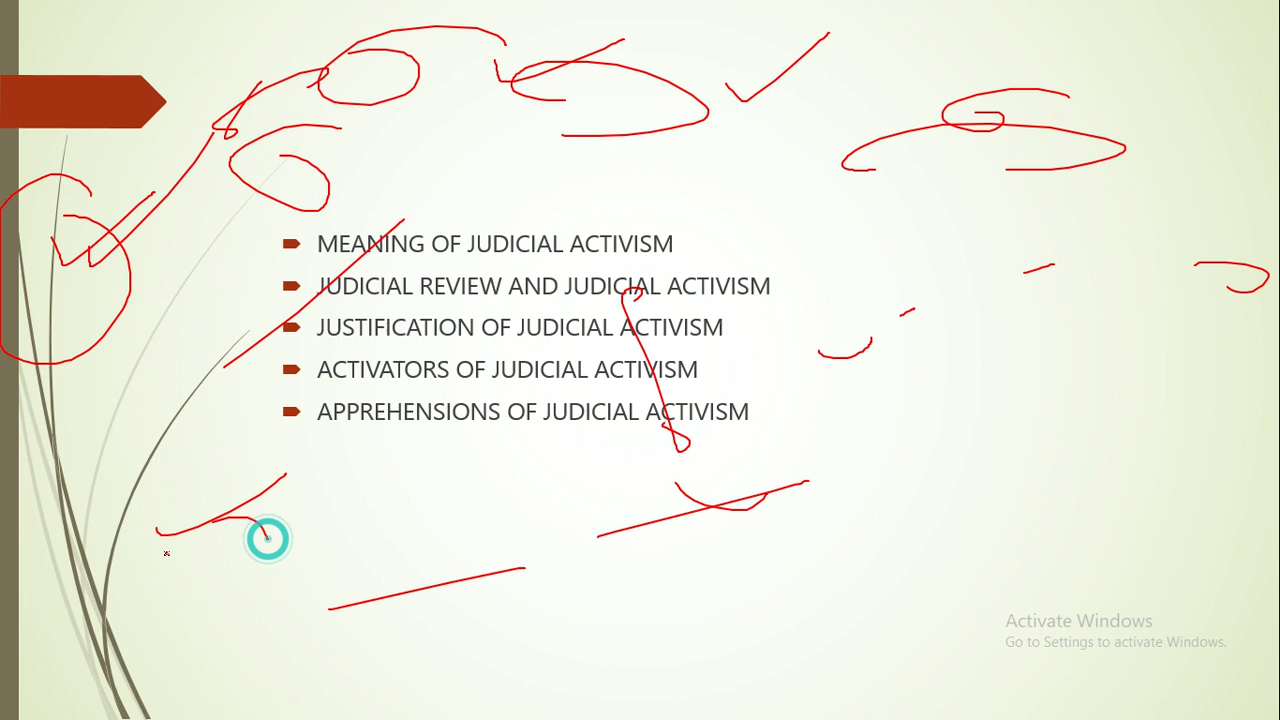 MEANING OF JUDICIAL ACTIVISM
JUDICIAL REVIEW AND JUDICIAL ACTIVISM
JUSTIFICATION OF JUDICIAL ACTIVISM
ACTIVATORS OF JUDICIAL ACTIVISM
APPREHENSIONS OF JUDICIAL ACTIVISM
Activate Windows
Go to Settings to activate Windows.